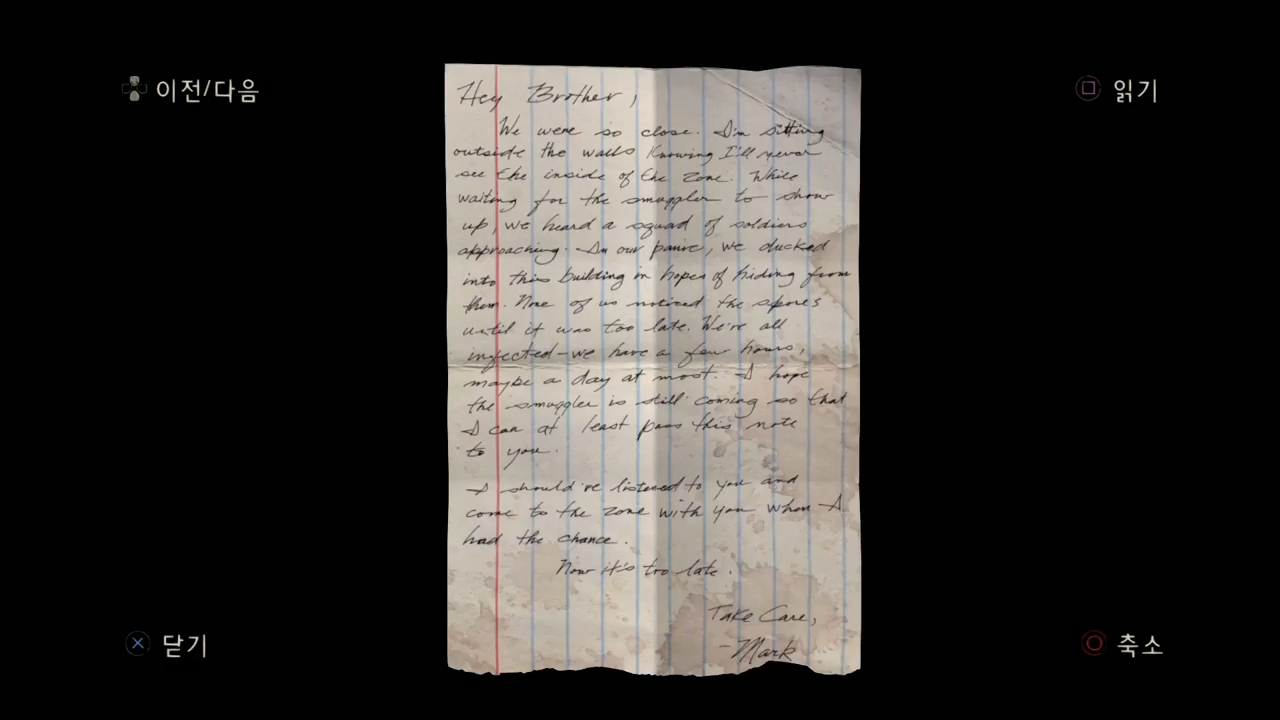 이전/다음
읽기
Hey Brother,
We were so close. I'm sitting
outside the walls knowing I'll never
see the inside of the zone. While
waiting for the smuggler to show
up, we heard a squad of soldiers
approaching. In our panic, we ducked
into this building in hopes of hiding from
them. None of us noticed the spores
until it was too late. We're all
infected-we have a few hours,
maybe a day at most. I hope
the smuggler is still coming so that
I can at least pass this note
to you.
I should've listened to you and
come to the zone with you when I
had the chance.
Now it's too late.
Take Care,
-Mark
닫기
축소